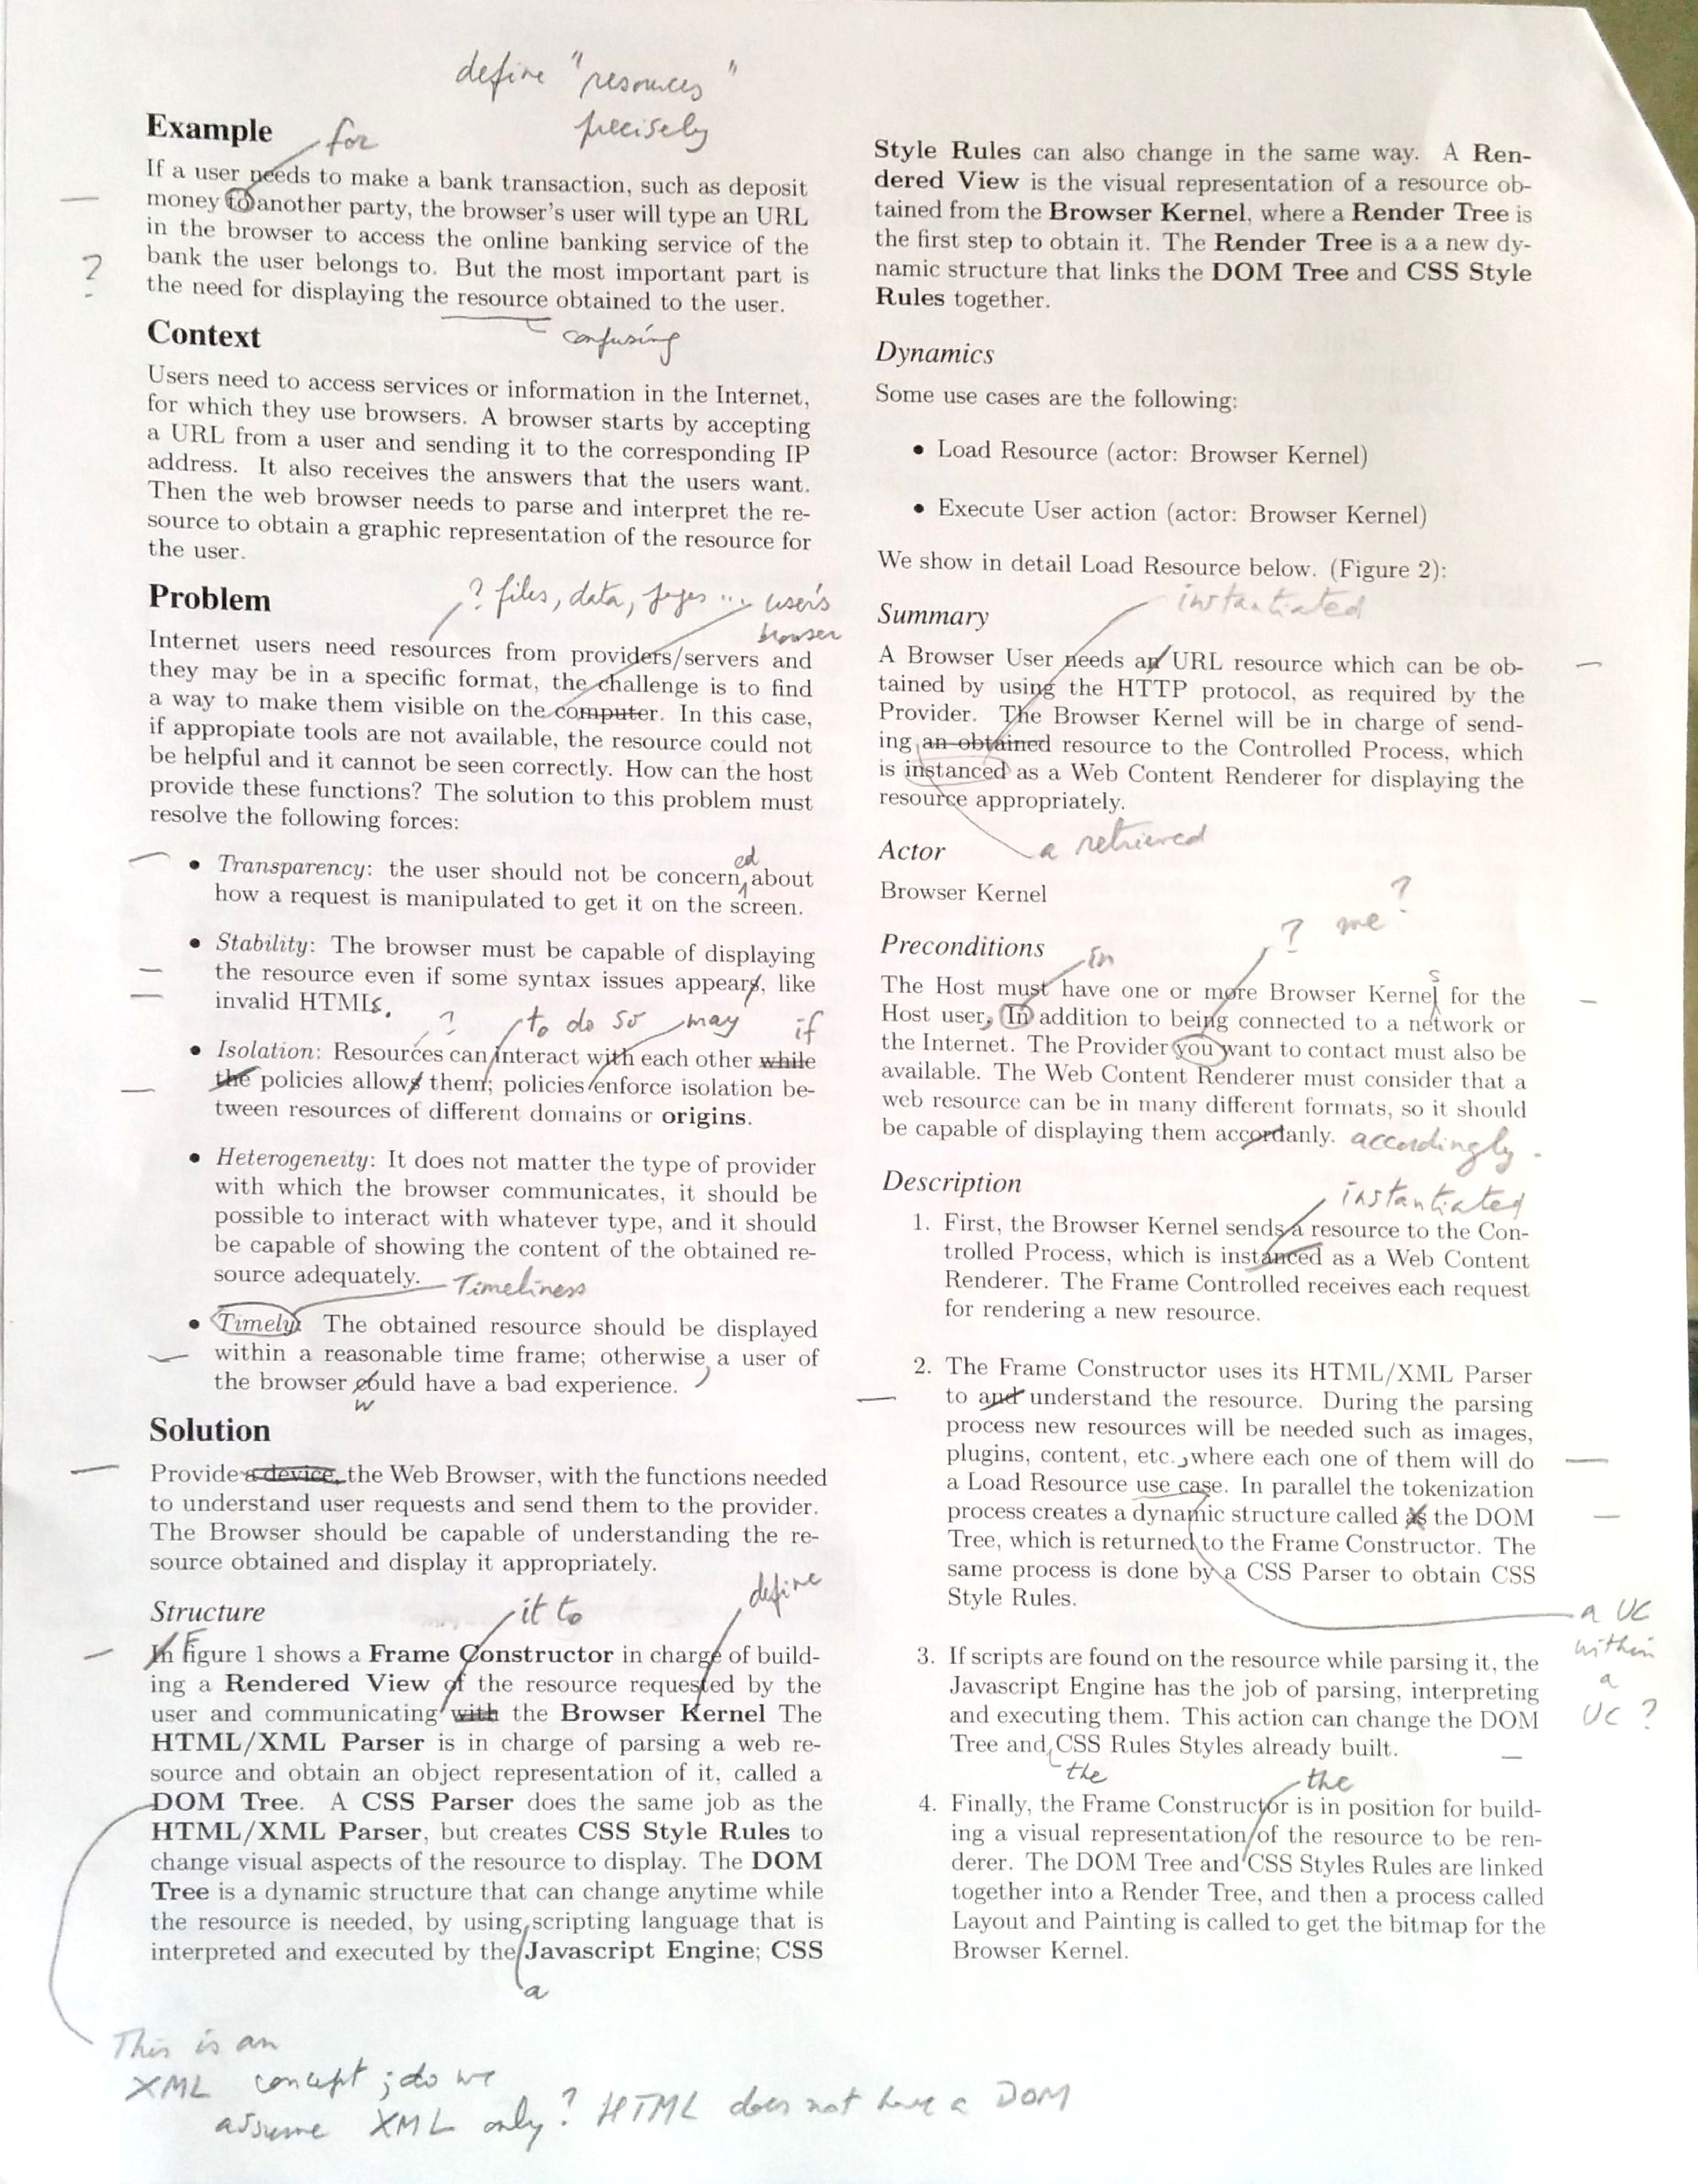 define "resources"
precisely
Example
for
If a user needs to make a bank transaction, such as deposit
money to another party, the browser's user will type an URL
in the browser to access the online banking service of the
?
bank the user belongs to. But the most important part is
the need for displaying the resource obtained to the user.
confusing
Context
Users need to access services or information in the Internet,
for which they use browsers. A browser starts by accepting
a URL from a user and sending it to the corresponding IP
address. It also receives the answers that the users want.
Then the web browser needs to parse and interpret the re-
source to obtain a graphic representation of the resource for
the user.
Problem
? files, data, pages ... user's
browser
Internet users need resources from providers/servers and
they may be in a specific format, the challenge is to find
a way to make them visible on the computer. In this case,
if appropiate tools are not available, the resource could not
be helpful and it cannot be seen correctly. How can the host
provide these functions? The solution to this problem must
resolve the following forces:
ed
• Transparency: the user should not be concern about
how a request is manipulated to get it on the screen.
• Stability: The browser must be capable of displaying
the resource even if some syntax issues appears, like
invalid HTMls.
? to do so may if
• Isolation: Resources can interact with each other while
the policies allows them; policies enforce isolation be-
tween resources of different domains or origins.
• Heterogeneity: It does not matter the type of provider
with which the browser communicates, it should be
possible to interact with whatever type, and it should
be capable of showing the content of the obtained re-
source adequately.
Timeliness
• Timely: The obtained resource should be displayed
within a reasonable time frame; otherwise, a user of
the browser could have a bad experience.
w
Solution
Provide a device, the Web Browser, with the functions needed
to understand user requests and send them to the provider.
The Browser should be capable of understanding the re-
source obtained and display it appropriately.
define
Structure
it to
In Figure 1 shows a Frame Constructor in charge of build-
ing a Rendered View of the resource requested by the
user and communicating with the Browser Kernel The
HTML/XML Parser is in charge of parsing a web re-
source and obtain an object representation of it, called a
DOM Tree. A CSS Parser does the same job as the
HTML/XML Parser, but creates CSS Style Rules to
change visual aspects of the resource to display. The DOM
Tree is a dynamic structure that can change anytime while
the resource is needed, by using scripting language that is
interpreted and executed by the Javascript Engine; CSS
a
This is an
XML concept ; do we
assume XML only? HTML does not have a DOM
Style Rules can also change in the same way. A Ren-
dered View is the visual representation of a resource ob-
tained from the Browser Kernel, where a Render Tree is
the first step to obtain it. The Render Tree is a a new dy-
namic structure that links the DOM Tree and CSS Style
Rules together.
Dynamics
Some use cases are the following:
• Load Resource (actor: Browser Kernel)
• Execute User action (actor: Browser Kernel)
We show in detail Load Resource below. (Figure 2):
instantiated
Summary
A Browser User needs an URL resource which can be ob-
tained by using the HTTP protocol, as required by the
Provider. The Browser Kernel will be in charge of send-
ing an obtained resource to the Controlled Process, which
is instanced as a Web Content Renderer for displaying the
resource appropriately.
a retrieved
Actor
Browser Kernel
?
? me
Preconditions
in
s
The Host must have one or more Browser Kernel for the
Host user, In addition to being connected to a network or
the Internet. The Provider you want to contact must also be
available. The Web Content Renderer must consider that a
web resource can be in many different formats, so it should
be capable of displaying them accordanly. accordingly.
Description
instantiated
1. First, the Browser Kernel sends a resource to the Con-
trolled Process, which is instanced as a Web Content
Renderer. The Frame Controlled receives each request
for rendering a new resource.
2. The Frame Constructor uses its HTML/XML Parser
to and understand the resource. During the parsing
process new resources will be needed such as images,
plugins, content, etc., where each one of them will do
a Load Resource use case. In parallel the tokenization
process creates a dynamic structure called as the DOM
Tree, which is returned to the Frame Constructor. The
same process is done by a CSS Parser to obtain CSS
Style Rules.
a UC
within
a
UC ?
3. If scripts are found on the resource while parsing it, the
Javascript Engine has the job of parsing, interpreting
and executing them. This action can change the DOM
Tree and CSS Rules Styles already built.
the
the
4. Finally, the Frame Constructor is in position for build-
ing a visual representation of the resource to be ren-
derer. The DOM Tree and CSS Styles Rules are linked
together into a Render Tree, and then a process called
Layout and Painting is called to get the bitmap for the
Browser Kernel.